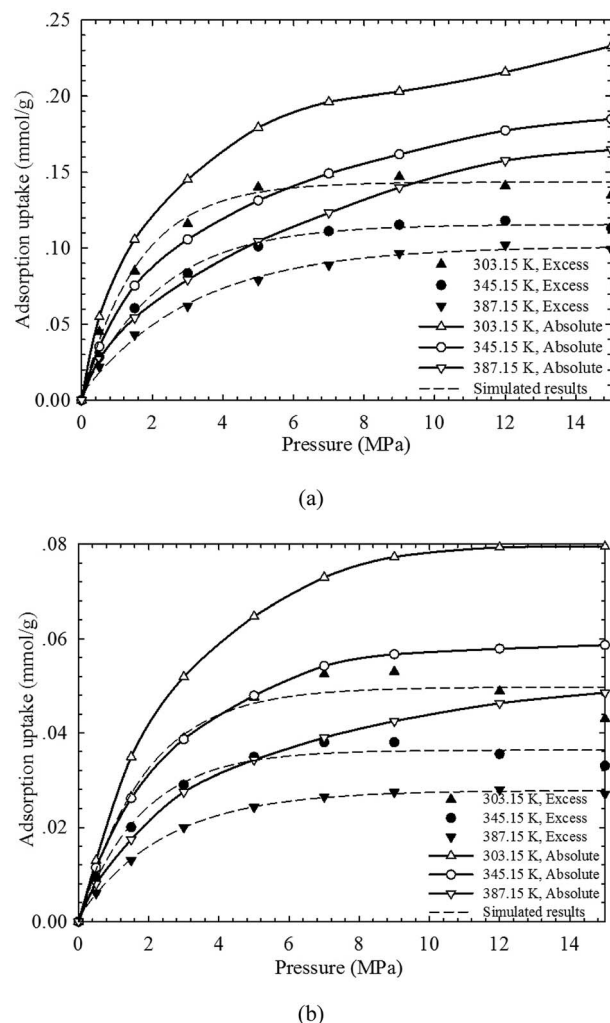 .25
.20
.15
.10
.05
0.00
Adsorption uptake (mmol/g)
303.15 K, Excess
345.15 K, Excess
387.15 K, Excess
303.15 K, Absolute
345.15 K, Absolute
387.15 K, Absolute
Simulated results
0 2 4 6 8 10 12 14
Pressure (MPa)
(a)
.08
.06
.04
.02
0.00
Adsorption uptake (mmol/g)
303.15 K, Excess
345.15 K, Excess
387.15 K, Excess
303.15 K, Absolute
345.15 K, Absolute
387.15 K, Absolute
Simulated results
0 2 4 6 8 10 12 14
Pressure (MPa)
(b)